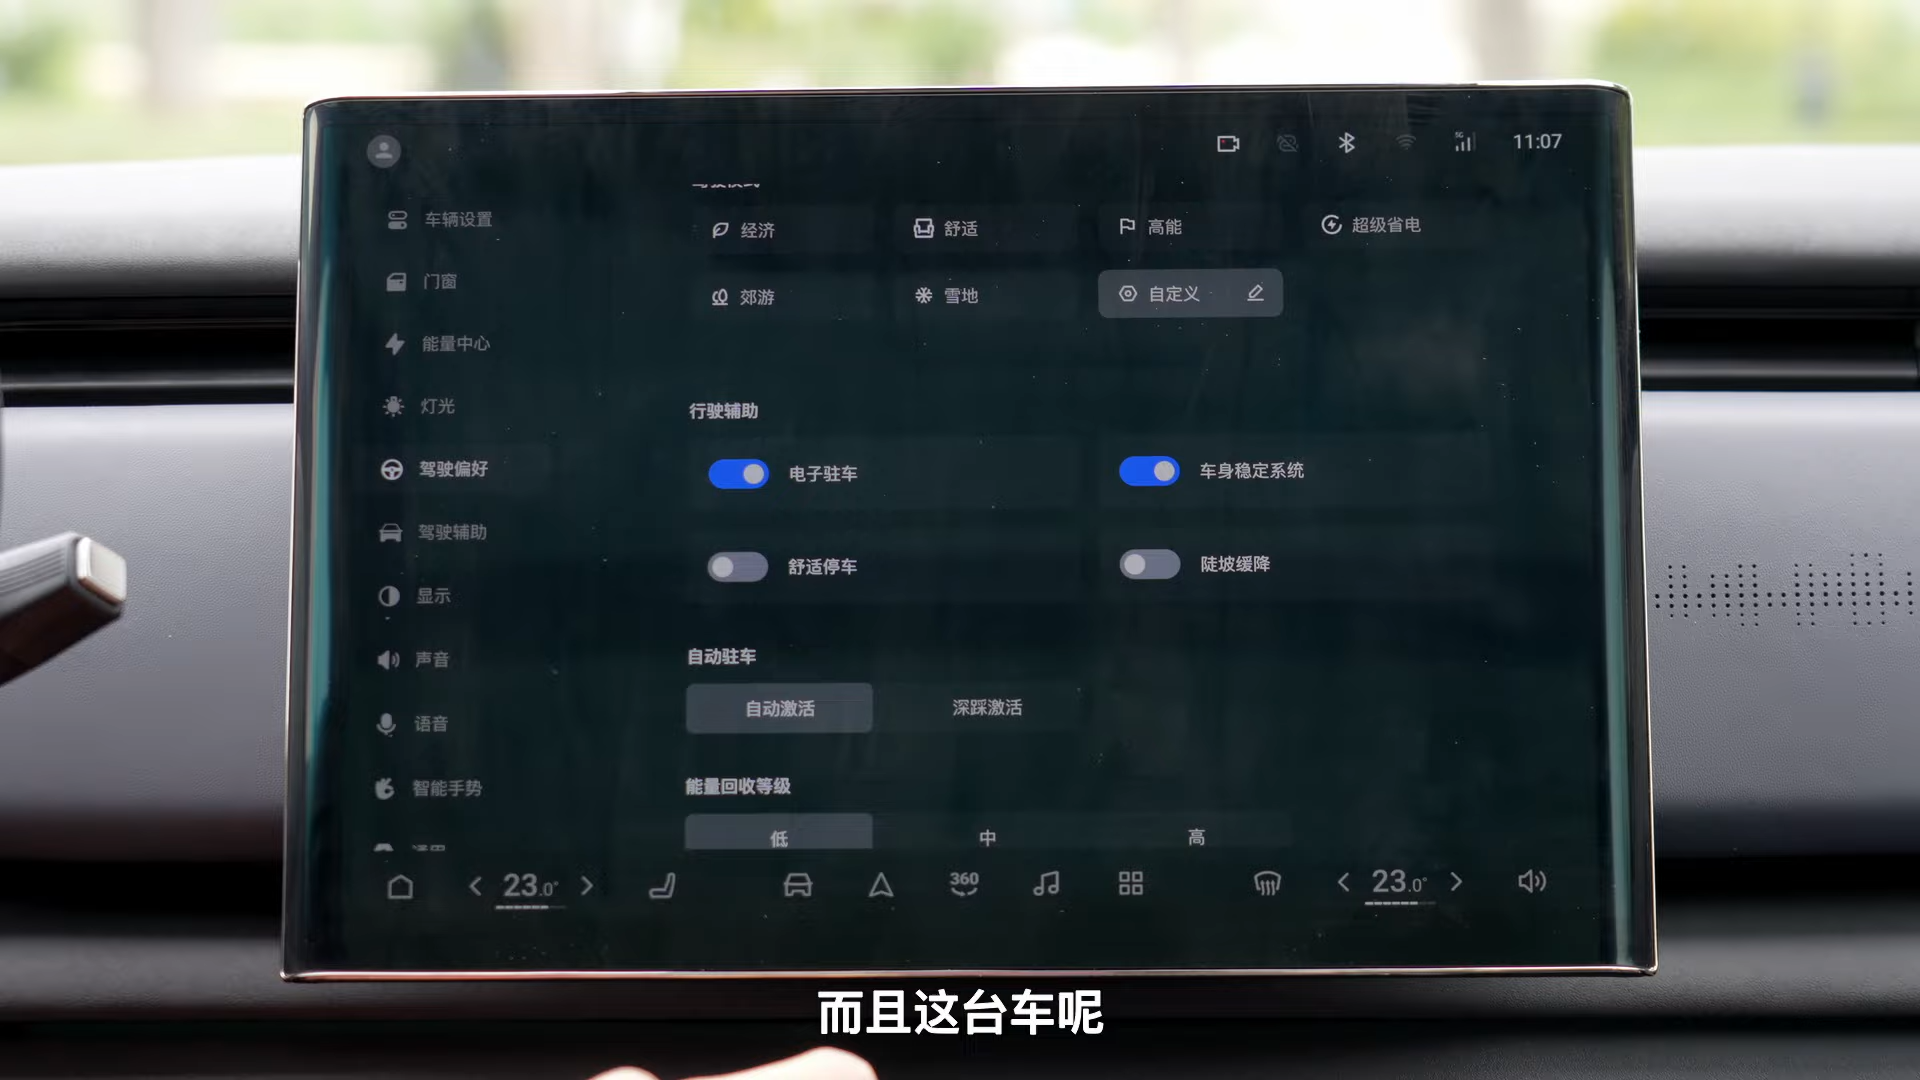 11:07
车辆设置
门窗
能量中心
灯光
驾驶偏好
驾驶辅助
显示
声音
语音
智能手势
经济
舒适
高能
超级省电
郊游
雪地
自定义
行驶辅助
电子驻车
车身稳定系统
舒适停车
陡坡缓降
自动驻车
自动激活
深踩激活
能量回收等级
低
中
高
23.0°
360
23.0°
而且这台车呢